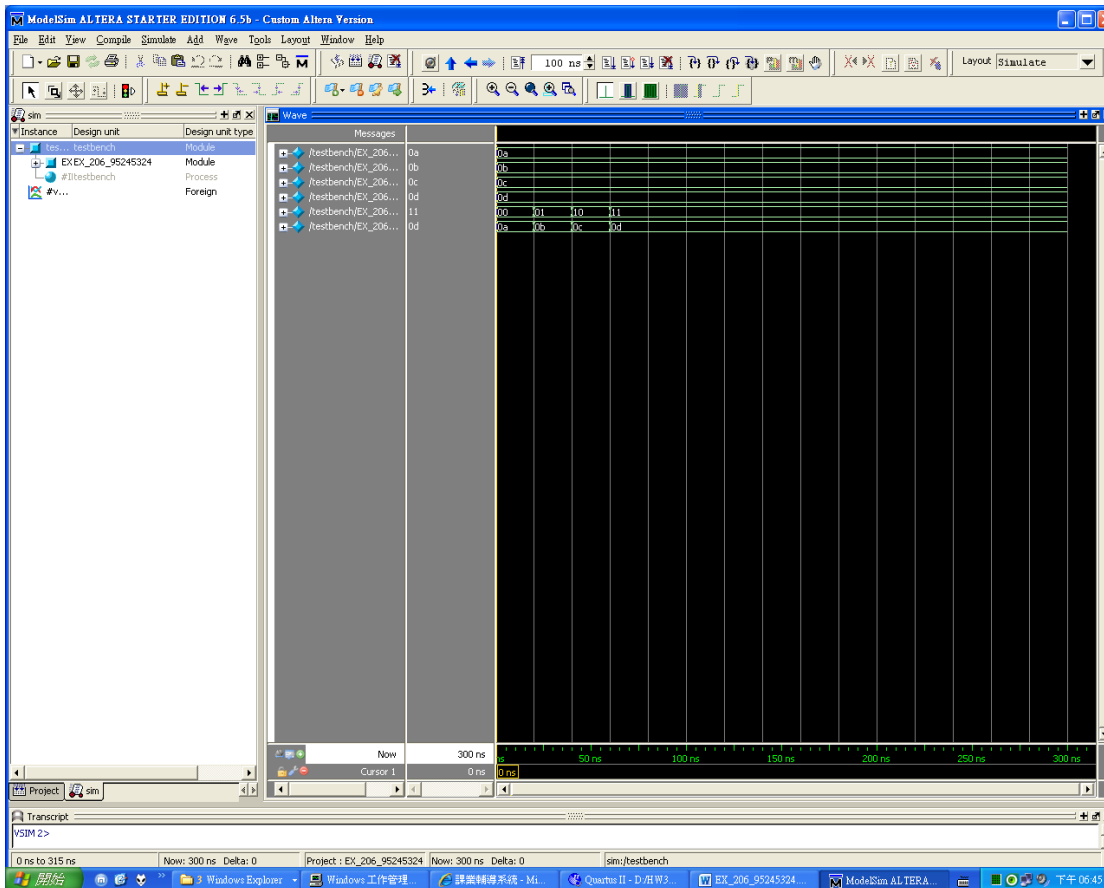 ModelSim ALTERA STARTER EDITION 6.5b - Custom Altera Version
File Edit View Compile Simulate Add Wave Tools Layout Window Help
100 ns
Layout Simulate
sim
Wave
Instance Design unit Design unit type
Messages
tes... testbench Module
EX EX_206_95245324 Module
#II testbench Process
#v... Foreign
/testbench/EX_206... 0a 0a
/testbench/EX_206... 0b 0b
/testbench/EX_206... 0c 0c
/testbench/EX_206... 0d 0d
/testbench/EX_206... 11 00 01 10 11
/testbench/EX_206... 0d 0a 0b 0c 0d
Now 300 ns
ns 50 ns 100 ns 150 ns 200 ns 250 ns 300 ns
Cursor 1 0 ns 0 ns
Project sim
Transcript
VSIM 2>
0 ns to 315 ns Now: 300 ns Delta: 0 Project : EX_206_95245324 Now: 300 ns Delta: 0 sim:/testbench
開始 3 Windows Explorer Windows 工作管理... 課業輔導系統 - Mi... Quartus II - D:/HW3... EX_206_95245324.... ModelSim ALTERA... 下午 06:45